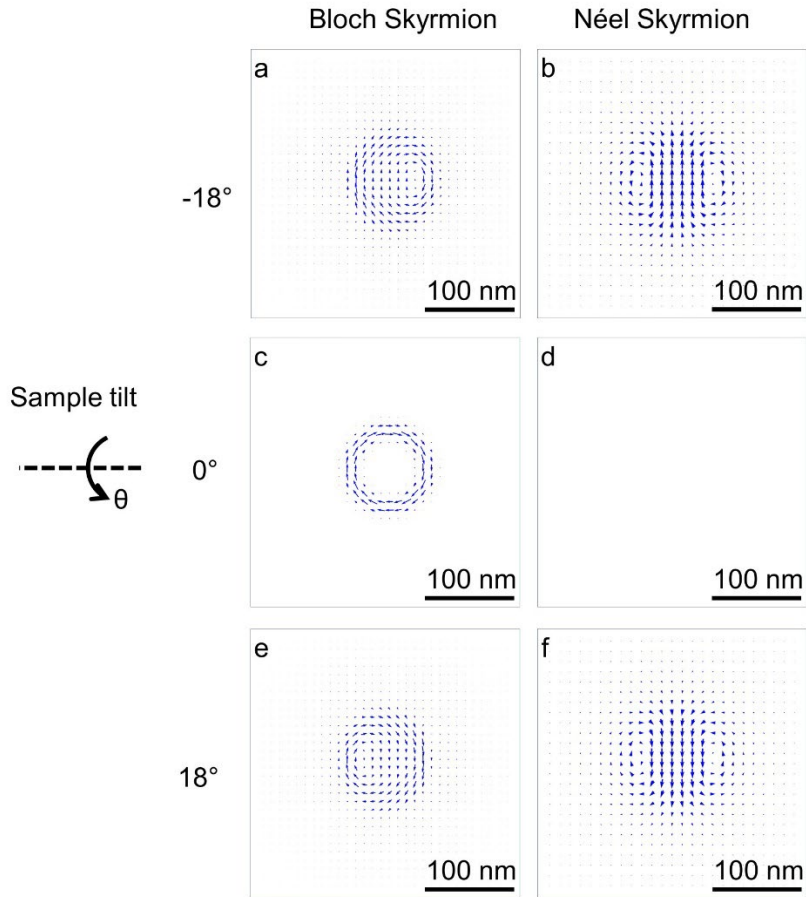 Bloch Skyrmion Néel Skyrmion
a b
-18°
100 nm 100 nm
c d
Sample tilt
0°
θ
100 nm 100 nm
e f
18°
100 nm 100 nm